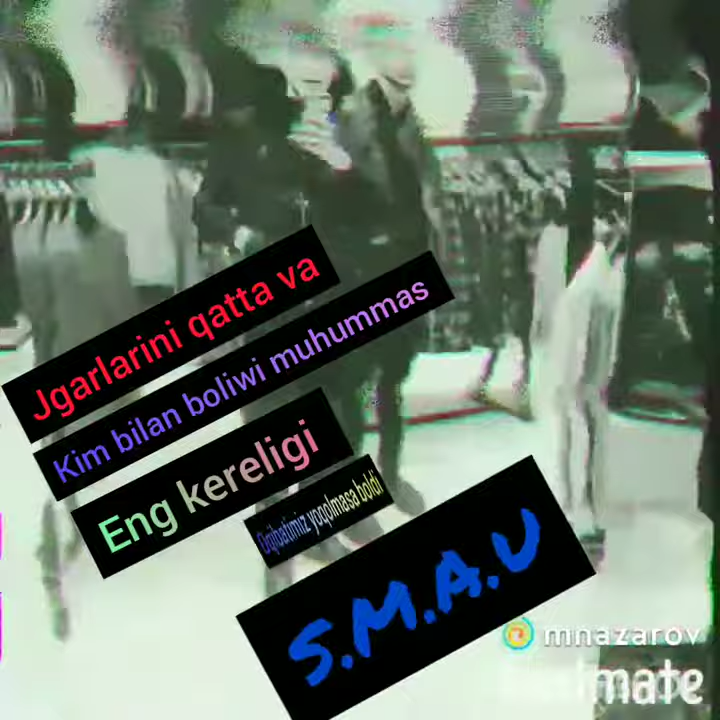 Jgarlarini qatta va
Kim bilan boliwi muhummas
Eng kereligi
Oqibatimiz yoqolmasa boldi
S.M.A.U
mnazarov
mate